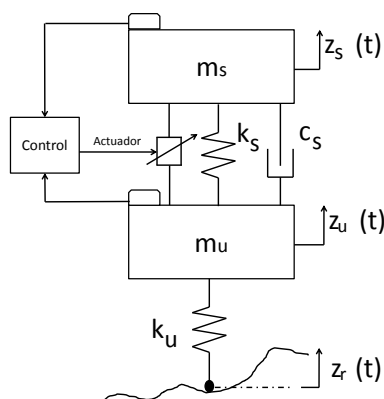 z_s (t)
m_s
Actuador
Control
k_s
c_s
z_u (t)
m_u
k_u
z_r (t)